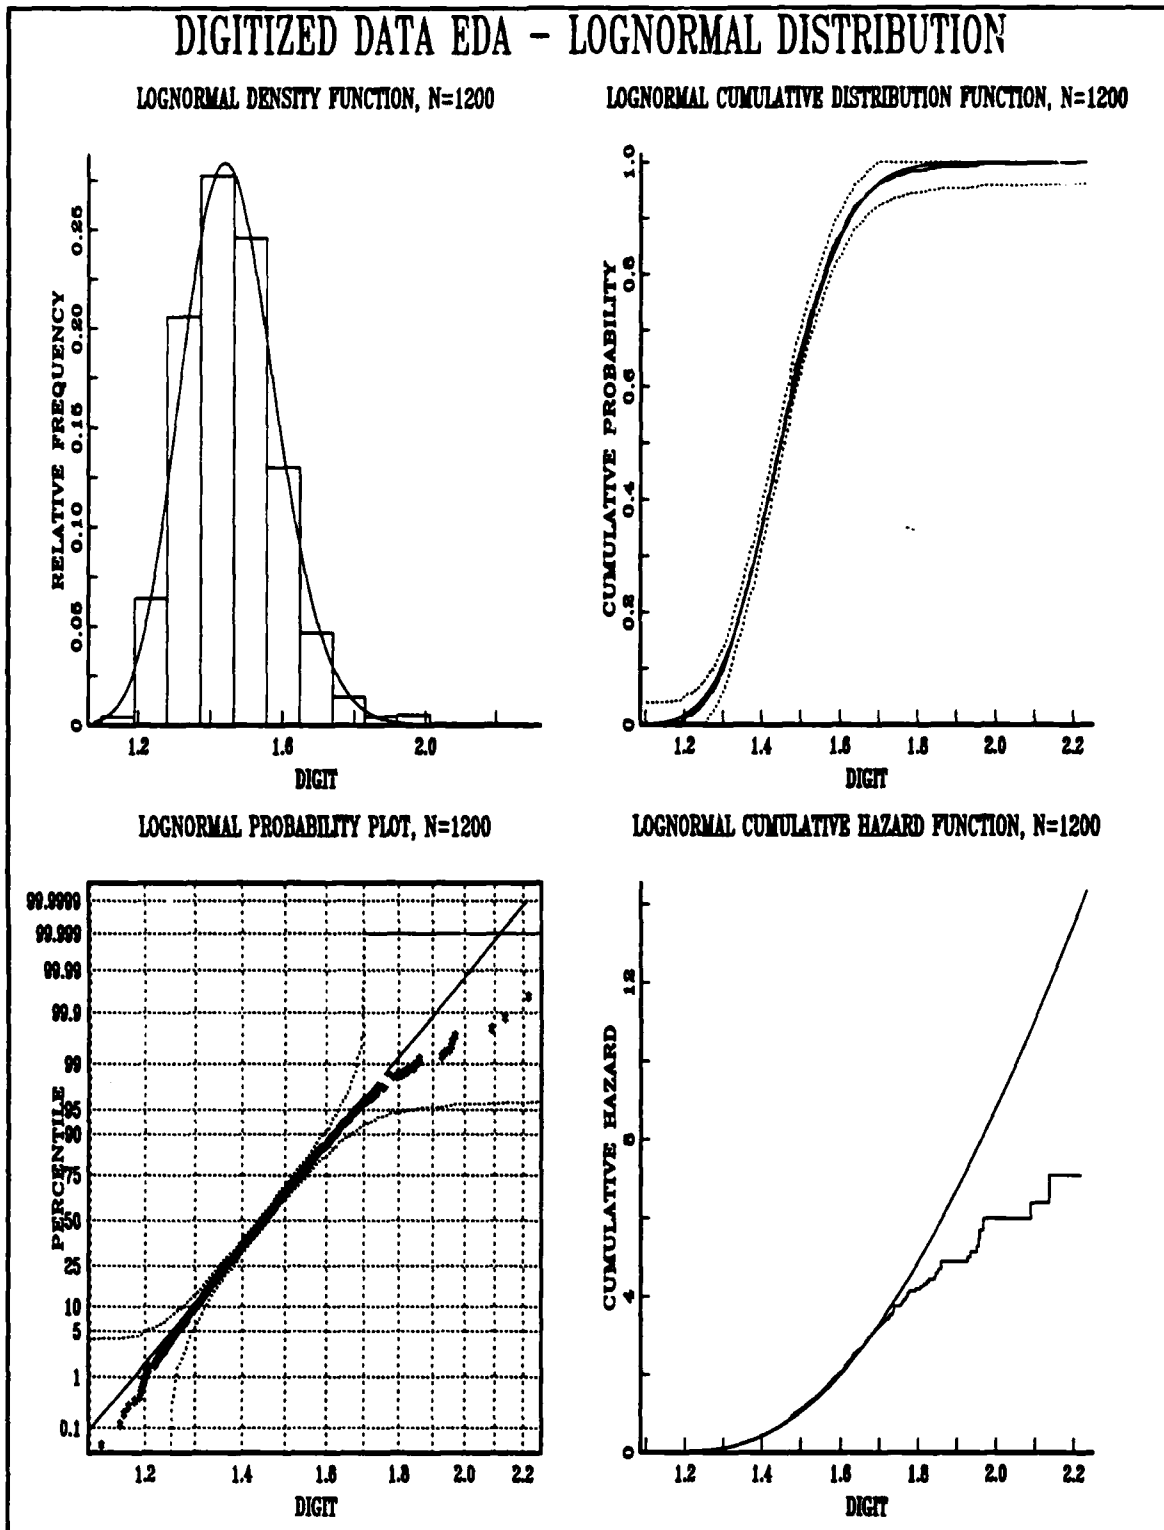 DIGITIZED DATA EDA - LOGNORMAL DISTRIBUTION
LOGNORMAL DENSITY FUNCTION, N=1200
RELATIVE FREQUENCY
0.25
0.20
0.15
0.10
0.05
0
1.2 1.6 2.0
DIGIT
LOGNORMAL CUMULATIVE DISTRIBUTION FUNCTION, N=1200
CUMULATIVE PROBABILITY
1.0
0.8
0.6
0.4
0.2
0
1.2 1.4 1.6 1.8 2.0 2.2
DIGIT
LOGNORMAL PROBABILITY PLOT, N=1200
PERCENTILE
99.9999
99.999
99.99
99.9
99
95
90
75
50
25
10
5
1
0.1
1.2 1.4 1.6 1.8 2.0 2.2
DIGIT
LOGNORMAL CUMULATIVE HAZARD FUNCTION, N=1200
CUMULATIVE HAZARD
12
8
4
0
1.2 1.4 1.6 1.8 2.0 2.2
DIGIT